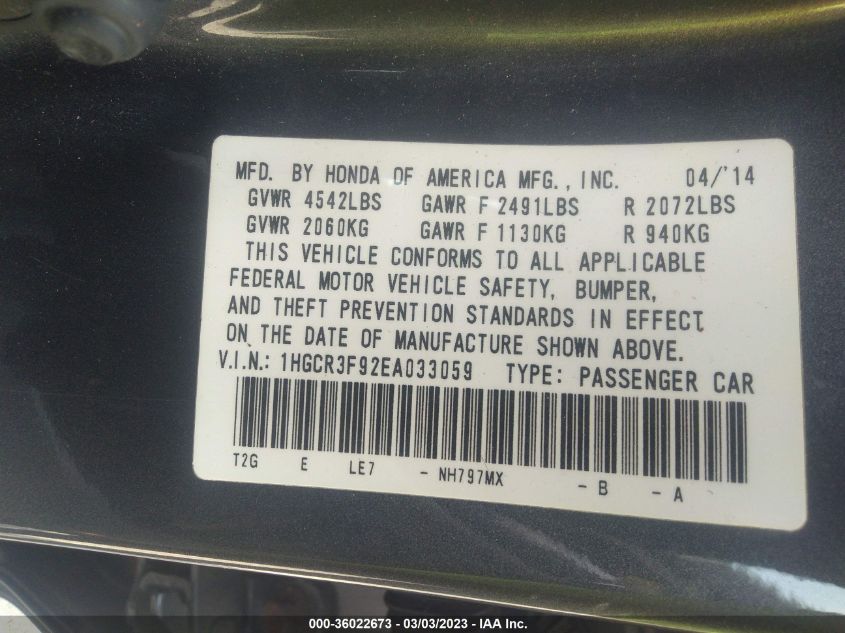 MFD. BY HONDA OF AMERICA MFG., INC. 04/'14
GVWR 4542LBS GAWR F 2491LBS R 2072LBS
GVWR 2060KG GAWR F 1130KG R 940KG
THIS VEHICLE CONFORMS TO ALL APPLICABLE
FEDERAL MOTOR VEHICLE SAFETY, BUMPER,
AND THEFT PREVENTION STANDARDS IN EFFECT
ON THE DATE OF MANUFACTURE SHOWN ABOVE.
V.I.N.: 1HGCR3F92EA033059 TYPE: PASSENGER CAR
T2G E LE7 - NH797MX - B - A
000-36022673 - 03/03/2023 - IAA Inc.